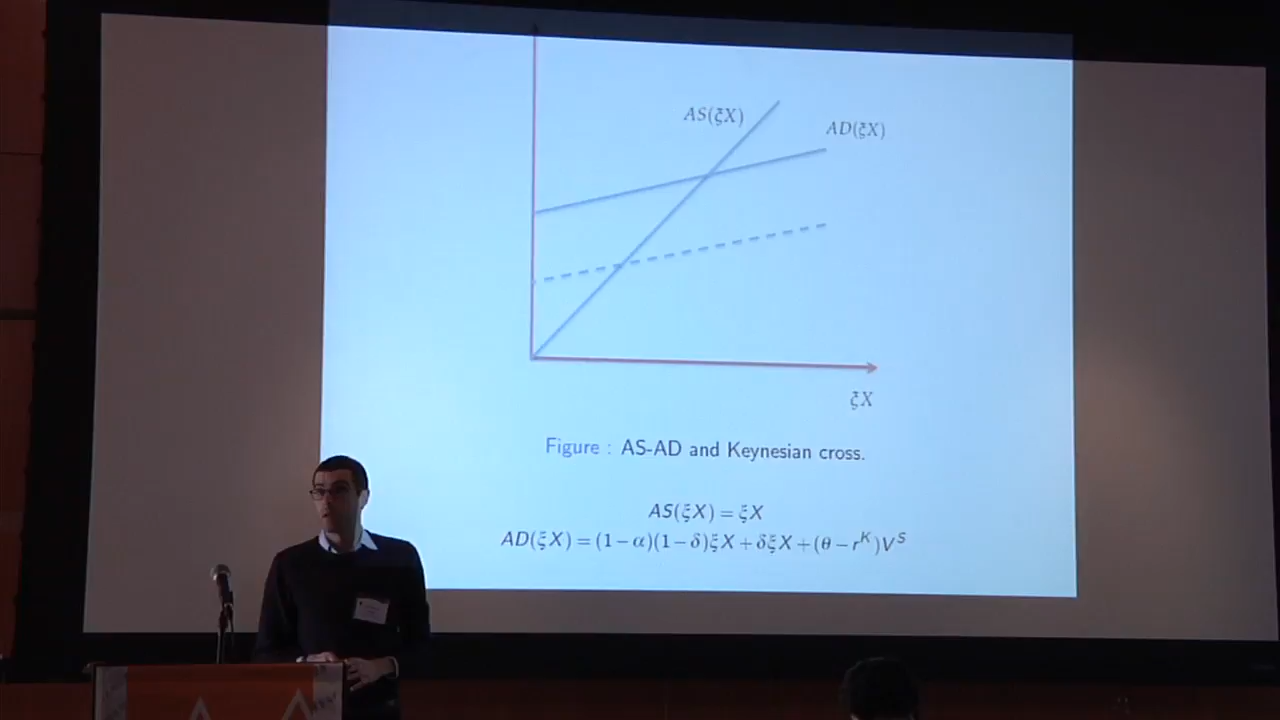 AS(ξX)
AD(ξX)
ξX
Figure : AS-AD and Keynesian cross.
AS(ξX) = ξX
AD(ξX) = (1−α)(1−δ)ξX + δξX + (θ − r^K)V^S